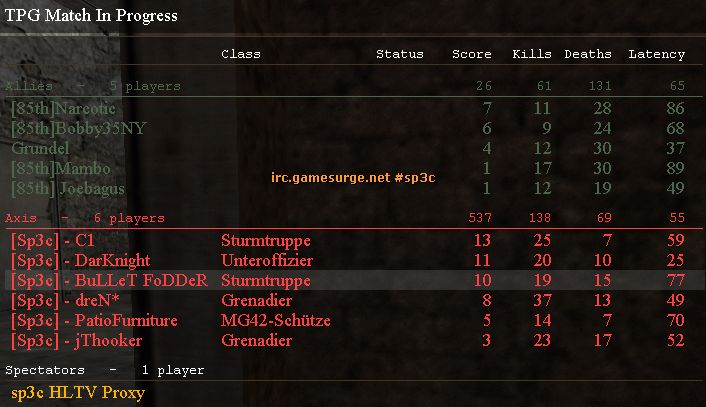 TPG Match In Progress
Class Status Score Kills Deaths Latency
Allies - 5 players 26 61 131 65
[85th]Narcotic 7 11 28 86
[85th]Bobby35NY 6 9 24 68
Grundel 4 12 30 37
[85th]Mambo 1 17 30 89
[85th] Joebagus 1 12 19 49
irc.gamesurge.net #sp3c
Axis - 6 players 537 138 69 55
[Sp3c] - C1 Sturmtruppe 13 25 7 59
[Sp3c] - DarKnight Unteroffizier 11 20 10 25
[Sp3c] - BuLLeT FoDDeR Sturmtruppe 10 19 15 77
[Sp3c] - dreN* Grenadier 8 37 13 49
[Sp3c] - PatioFurniture MG42-Schütze 5 14 7 70
[Sp3c] - jThooker Grenadier 3 23 17 52
Spectators - 1 player
sp3c HLTV Proxy